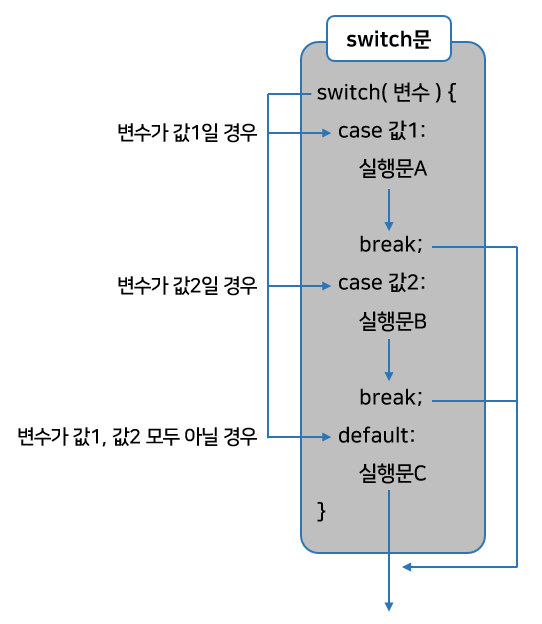 switch문
switch( 변수 ) {
변수가 값1일 경우
case 값1:
실행문A
break;
변수가 값2일 경우
case 값2:
실행문B
break;
변수가 값1, 값2 모두 아닐 경우
default:
실행문C
}